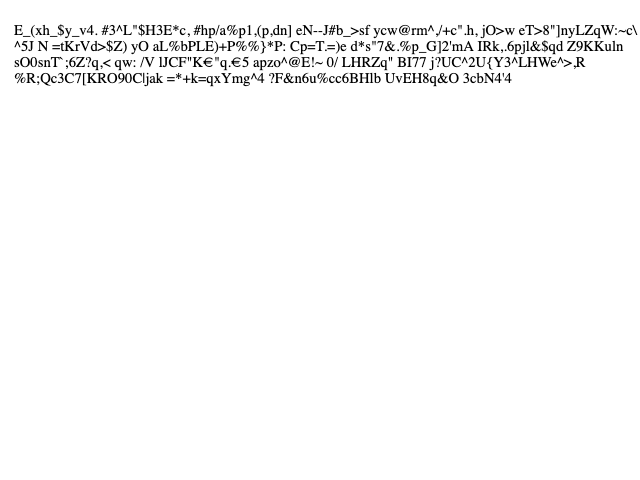 E_(xh_$y_v4. #3^L"$H3E*c, #hp/a%p1,(p,dn] eN--J#b_>sf ycw@rm^,/+c".h, jO>w eT>8"]nyLZqW:~c\
^5J N =tKrVd>$Z) yO aL%bPLE)+P%%}*P: Cp=T.=)e d*s"7&.%p_G]2'mA IRk,.6pjl&$qd Z9KKuln
sO0snT`;6Z?q,< qw: /V lJCF"K€"q.€5 apzo^@E!~ 0/ LHRZq" BI77 j?UC^2U{Y3^LHWe^>,R
%R;Qc3C7[KRO90Cljak =*+k=qxYmg^4 ?F&n6u%cc6BHlb UvEH8q&O 3cbN4'4